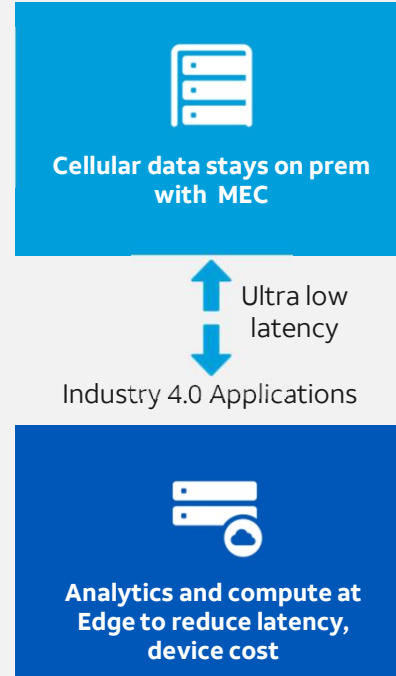 Cellular data stays on prem
with MEC
Ultra low
latency
Industry 4.0 Applications
Analytics and compute at
Edge to reduce latency,
device cost